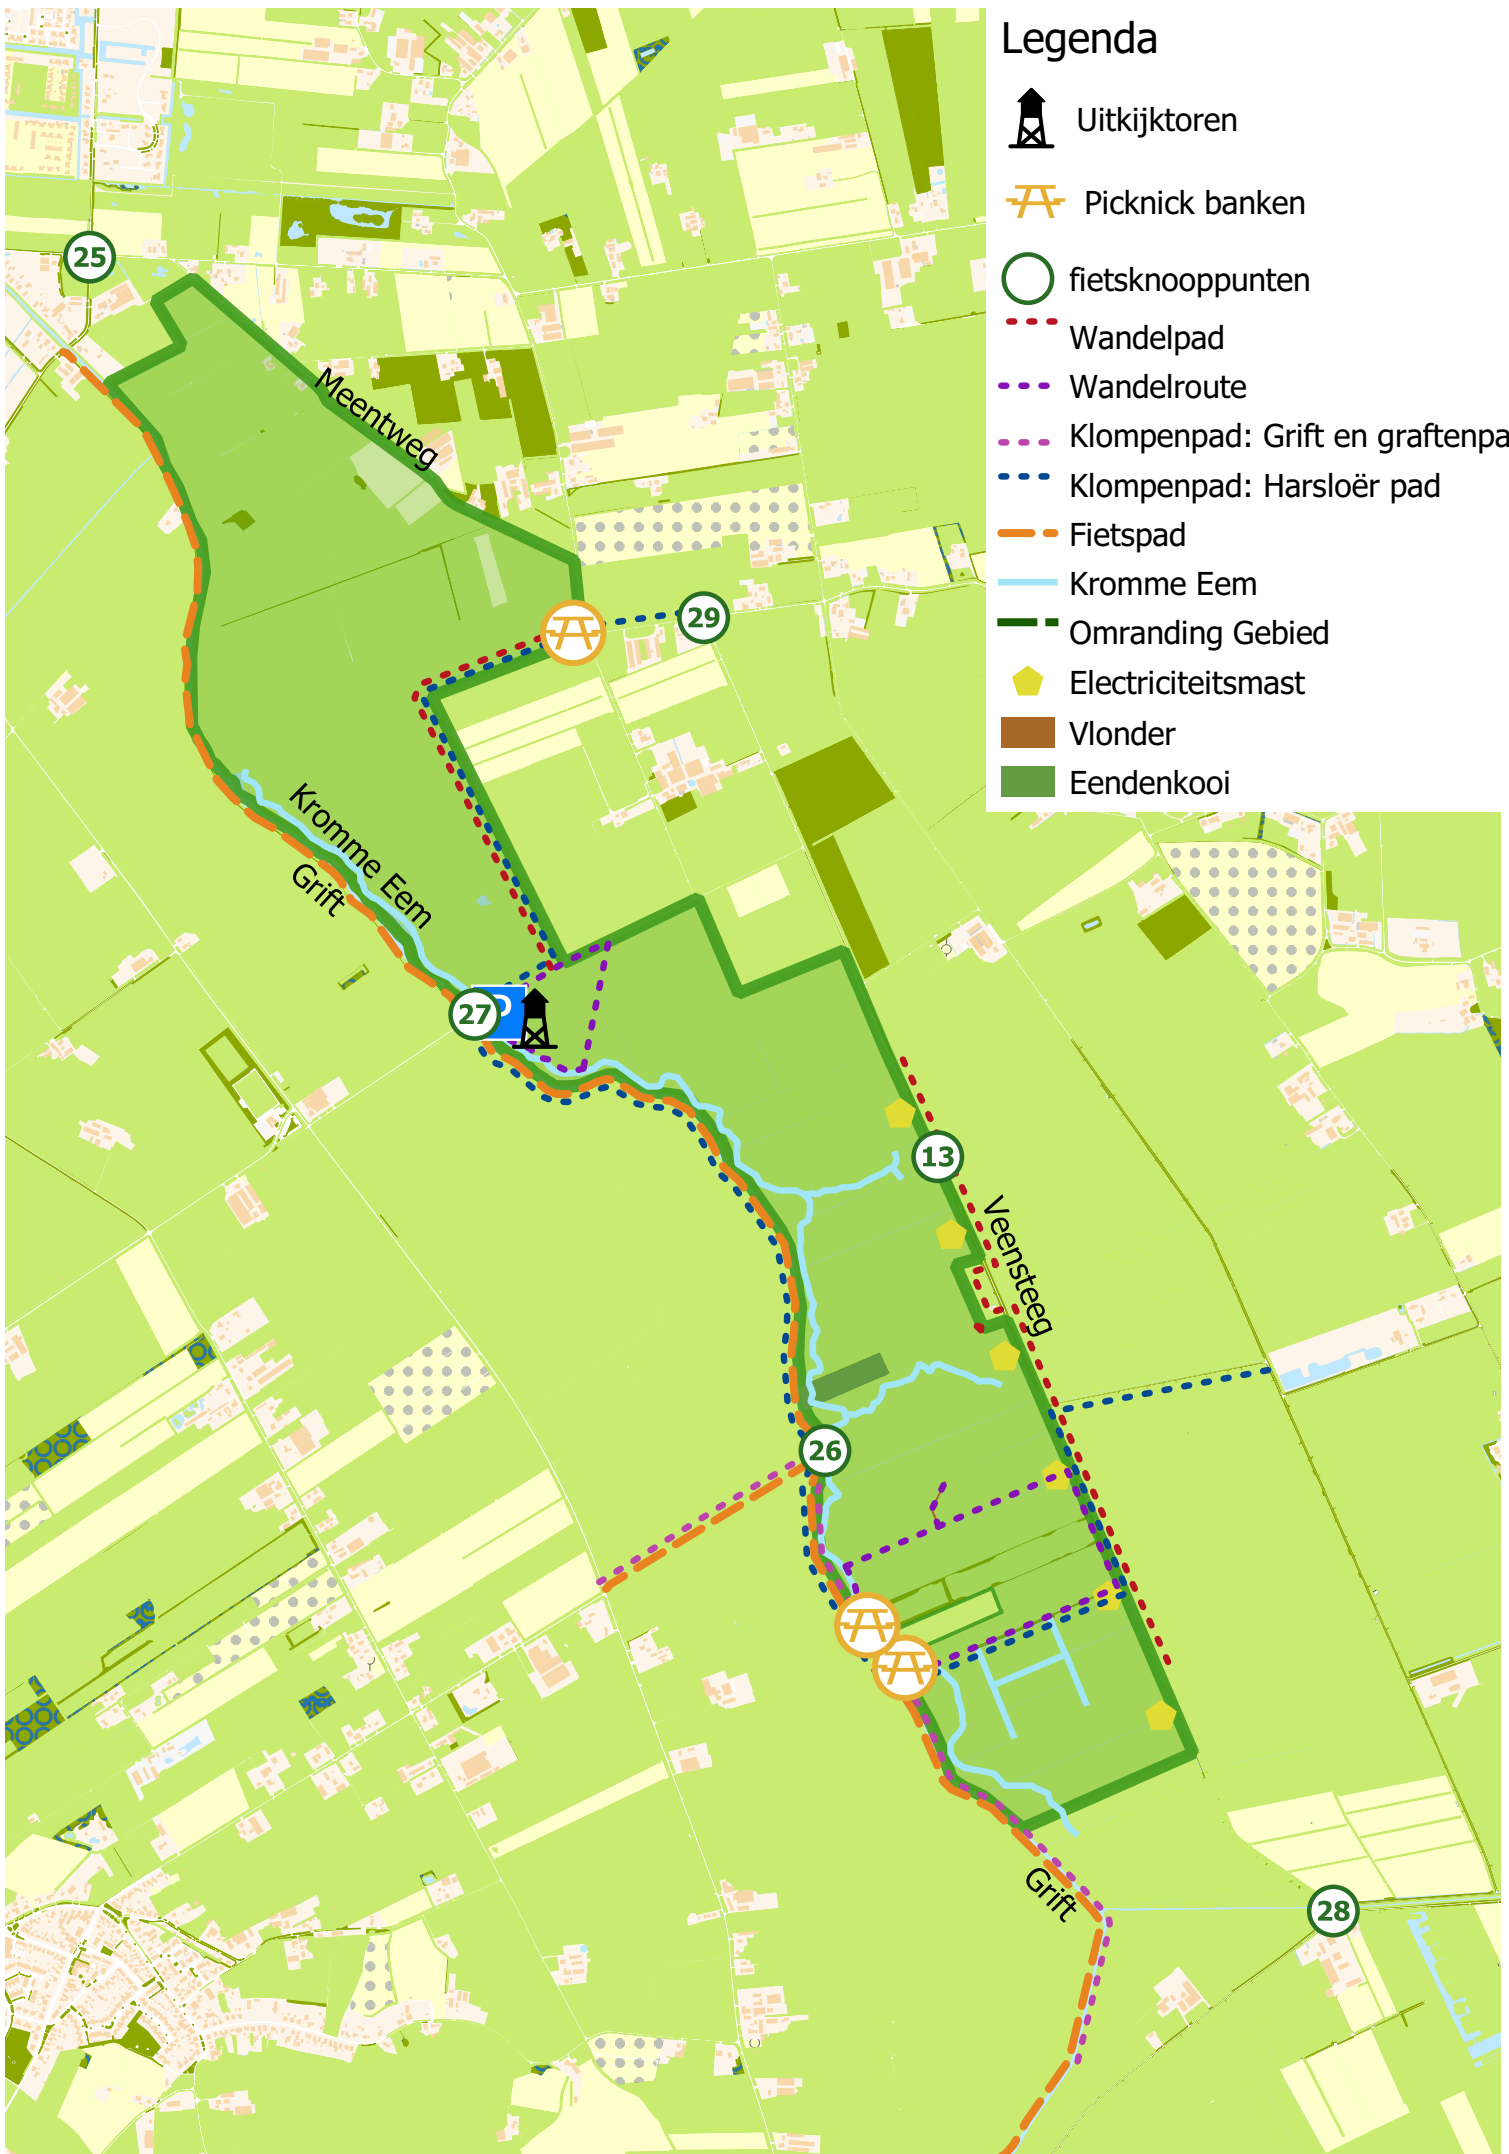 Legenda
Uitkijktoren
Picknick banken
fietsknooppunten
Wandelpad
Wandelroute
Klompenpad: Grift en graftenpa
Klompenpad: Harsloër pad
Fietspad
Kromme Eem
Omranding Gebied
Electriciteitsmast
Vlonder
Eendenkooi
25
Meentweg
29
Kromme Eem
Grift
27
P
13
Veensteeg
26
Grift
28